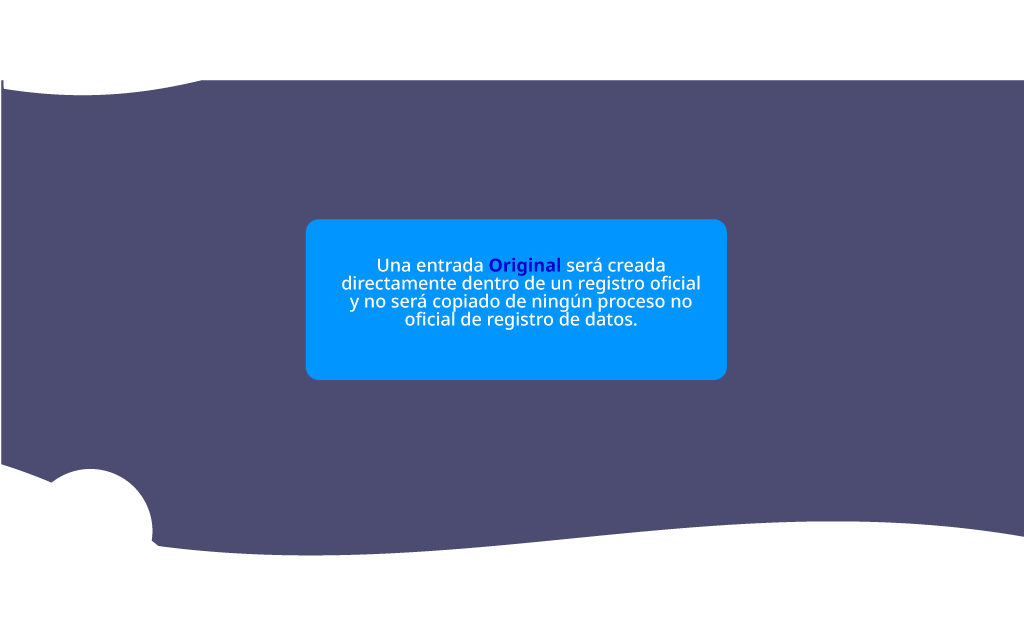 Una entrada Original será creada
directamente dentro de un registro oficial
y no será copiado de ningún proceso no
oficial de registro de datos.